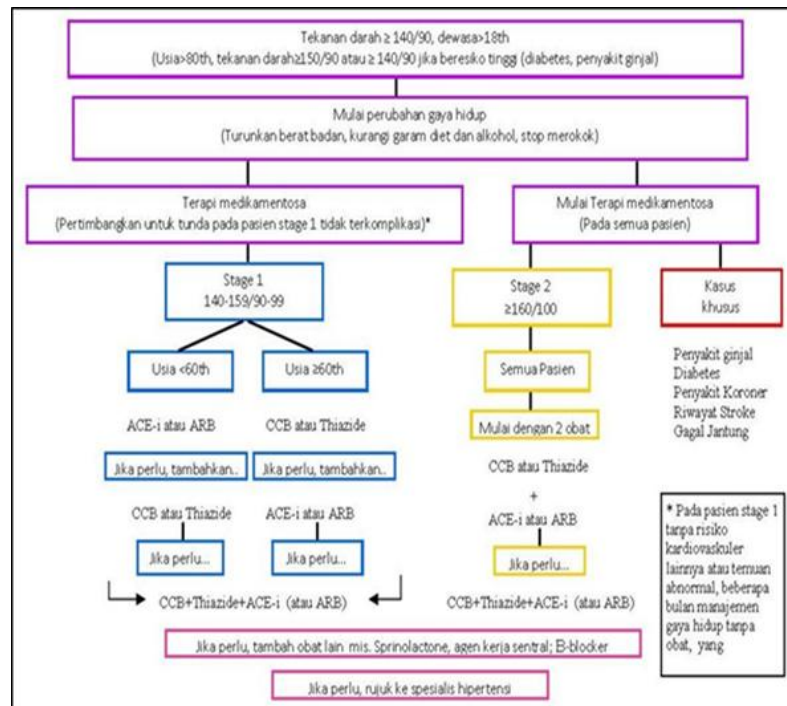 Tekanan darah ≥ 140/90, dewasa>18th
(Usia>80th, tekanan darah≥150/90 atau ≥ 140/90 jika beresiko tinggi (diabetes, penyakit ginjal)
Mulai perubahan gaya hidup
(Turunkan berat badan, kurangi garam diet dan alkohol, stop merokok)
Terapi medikamentosa
(Pertimbangkan untuk tunda pada pasien stage 1 tidak terkomplikasi)*
Mulai Terapi medikamentosa
(Pada semua pasien)
Stage 1
140-159/90-99
Stage 2
≥160/100
Kasus
khusus
Usia <60th
Usia ≥60th
Semua Pasien
Penyakit ginjal
Diabetes
Penyakit Koroner
Riwayat Stroke
Gagal Jantung
ACE-i atau ARB
CCB atau Thiazide
Mulai dengan 2 obat
Jika perlu, tambahkan..
Jika perlu, tambahkan..
CCB atau Thiazide
+
ACE-i atau ARB
CCB atau Thiazide
ACE-i atau ARB
Jika perlu...
Jika perlu...
Jika perlu...
CCB+Thiazide+ACE-i (atau ARB)
CCB+Thiazide+ACE-i (atau ARB)
* Pada pasien stage 1
tanpa risiko
kardiovaskuler
lainnya atau temuan
abnormal, beberapa
bulan manajemen
gaya hidup tanpa
obat, yang
Jika perlu, tambah obat lain mis. Sprinolactone, agen kerja sentral; B-blocker
Jika perlu, rujuk ke spesialis hipertensi